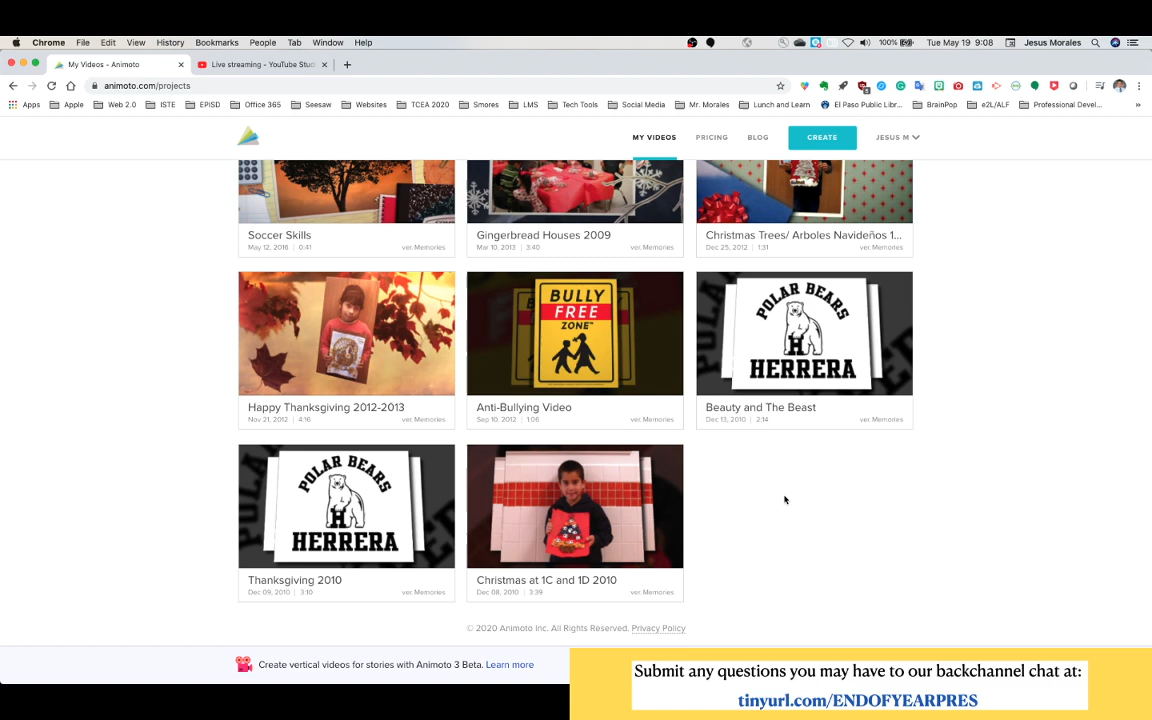 Chrome File Edit View History Bookmarks People Tab Window Help 100% Tue May 19 9:08 Jesus Morales
My Videos - Animoto Live streaming - YouTube Stu
animoto.com/projects
Apps Apple Web 2.0 ISTE EPISD Office 365 Seesaw Websites TCEA 2020 Smores LMS Tech Tools Social Media Mr. Morales Lunch and Learn El Paso Public Libr... BrainPop e2L/ALF Professional Devel... »
MY VIDEOS PRICING BLOG CREATE JESUS M
Soccer Skills
May 12, 2016 | 0:41 ver. Memories
Gingerbread Houses 2009
Mar 10, 2013 | 3:40 ver. Memories
Christmas Trees/ Arboles Navideños 1...
Dec 25, 2012 | 1:31 ver. Memories
BULLY
FREE
ZONE™
POLAR BEARS
H
HERRERA
Happy Thanksgiving 2012-2013
Nov 21, 2012 | 4:16 ver. Memories
Anti-Bullying Video
Sep 10, 2012 | 1:06 ver. Memories
Beauty and The Beast
Dec 13, 2010 | 2:14 ver. Memories
POLAR BEARS
H
HERRERA
Thanksgiving 2010
Dec 09, 2010 | 3:10 ver. Memories
Christmas at 1C and 1D 2010
Dec 08, 2010 | 3:39 ver. Memories
© 2020 Animoto Inc. All Rights Reserved. Privacy Policy
Create vertical videos for stories with Animoto 3 Beta. Learn more
Submit any questions you may have to our backchannel chat at:
tinyurl.com/ENDOFYEARPRES